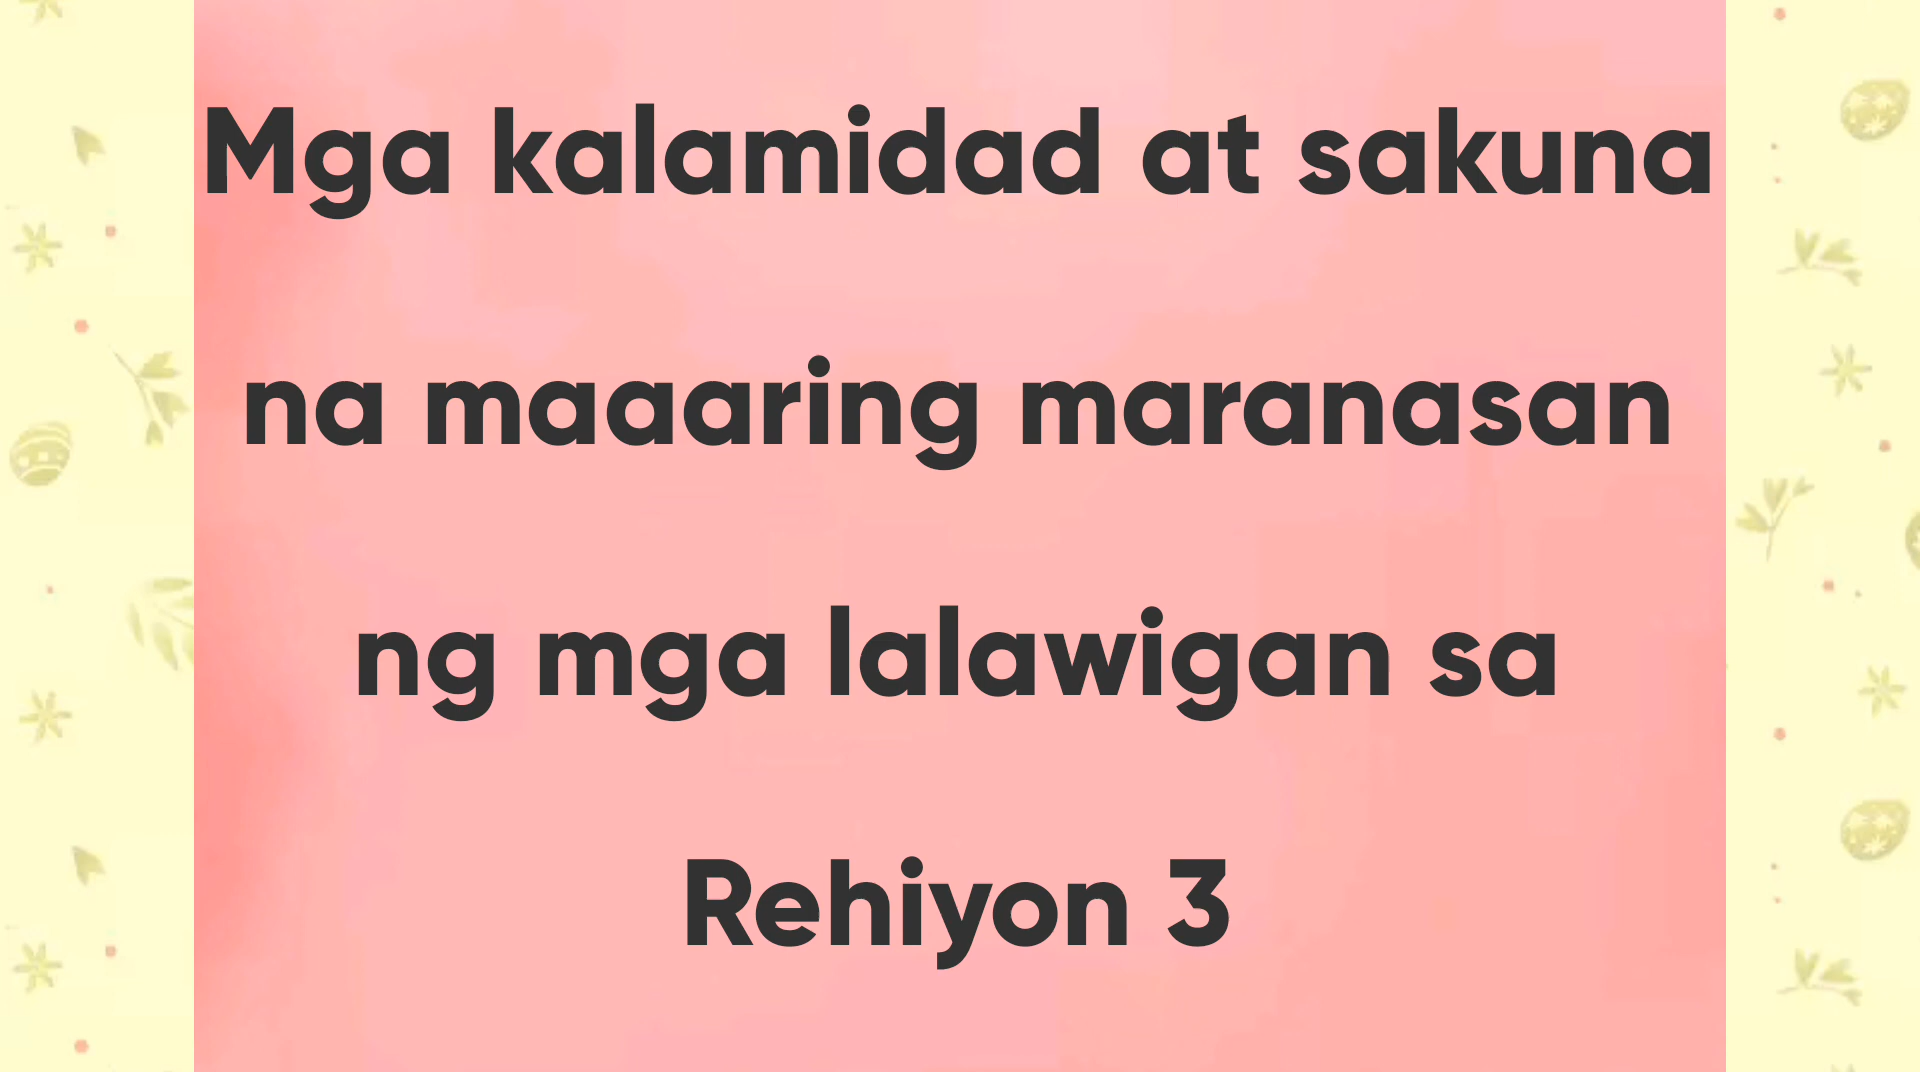 Mga kalamidad at sakuna
na maaaring maranasan
ng mga lalawigan sa
Rehiyon 3